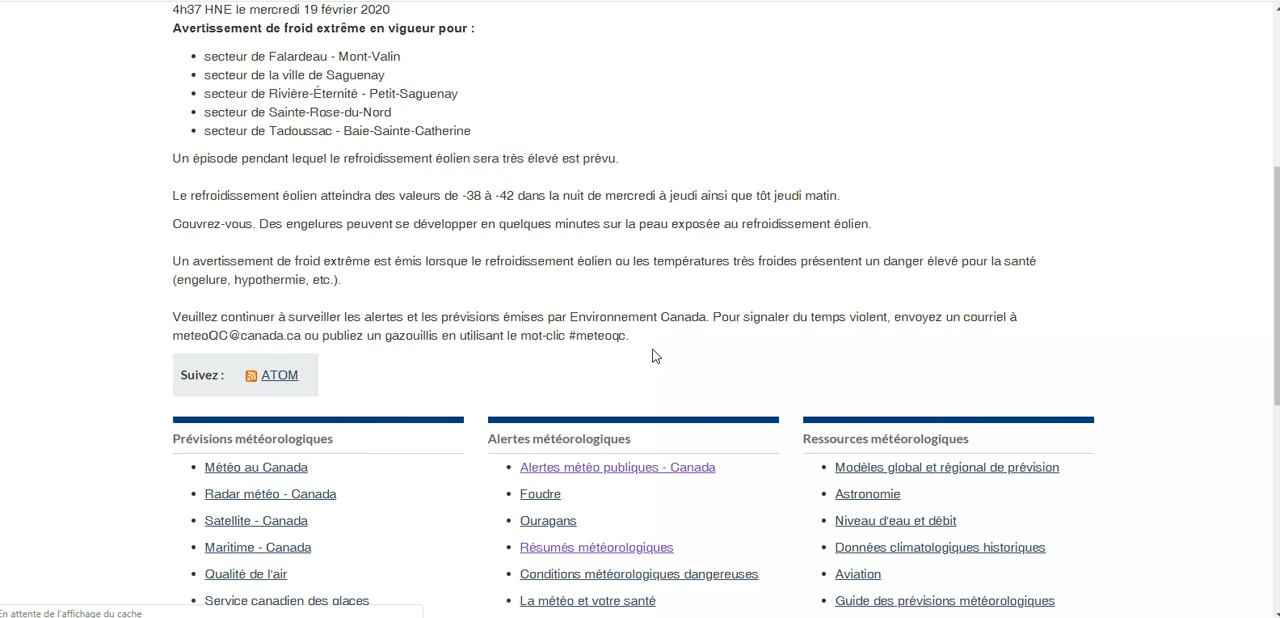 4h37 HNE le mercredi 19 février 2020
Avertissement de froid extrême en vigueur pour :
secteur de Falardeau - Mont-Valin
secteur de la ville de Saguenay
secteur de Rivière-Éternité - Petit-Saguenay
secteur de Sainte-Rose-du-Nord
secteur de Tadoussac - Baie-Sainte-Catherine
Un épisode pendant lequel le refroidissement éolien sera très élevé est prévu.
Le refroidissement éolien atteindra des valeurs de -38 à -42 dans la nuit de mercredi à jeudi ainsi que tôt jeudi matin.
Couvrez-vous. Des engelures peuvent se développer en quelques minutes sur la peau exposée au refroidissement éolien.
Un avertissement de froid extrême est émis lorsque le refroidissement éolien ou les températures très froides présentent un danger élevé pour la santé
(engelure, hypothermie, etc.).
Veuillez continuer à surveiller les alertes et les prévisions émises par Environnement Canada. Pour signaler du temps violent, envoyez un courriel à
meteoQC@canada.ca ou publiez un gazouillis en utilisant le mot-clic #meteoqc.
Suivez : ATOM
Prévisions météorologiques
Météo au Canada
Radar météo - Canada
Satellite - Canada
Maritime - Canada
Qualité de l'air
Service canadien des glaces
Alertes météorologiques
Alertes météo publiques - Canada
Foudre
Ouragans
Résumés météorologiques
Conditions météorologiques dangereuses
La météo et votre santé
Ressources météorologiques
Modèles global et régional de prévision
Astronomie
Niveau d'eau et débit
Données climatologiques historiques
Aviation
Guide des prévisions météorologiques
En attente de l'affichage du cache